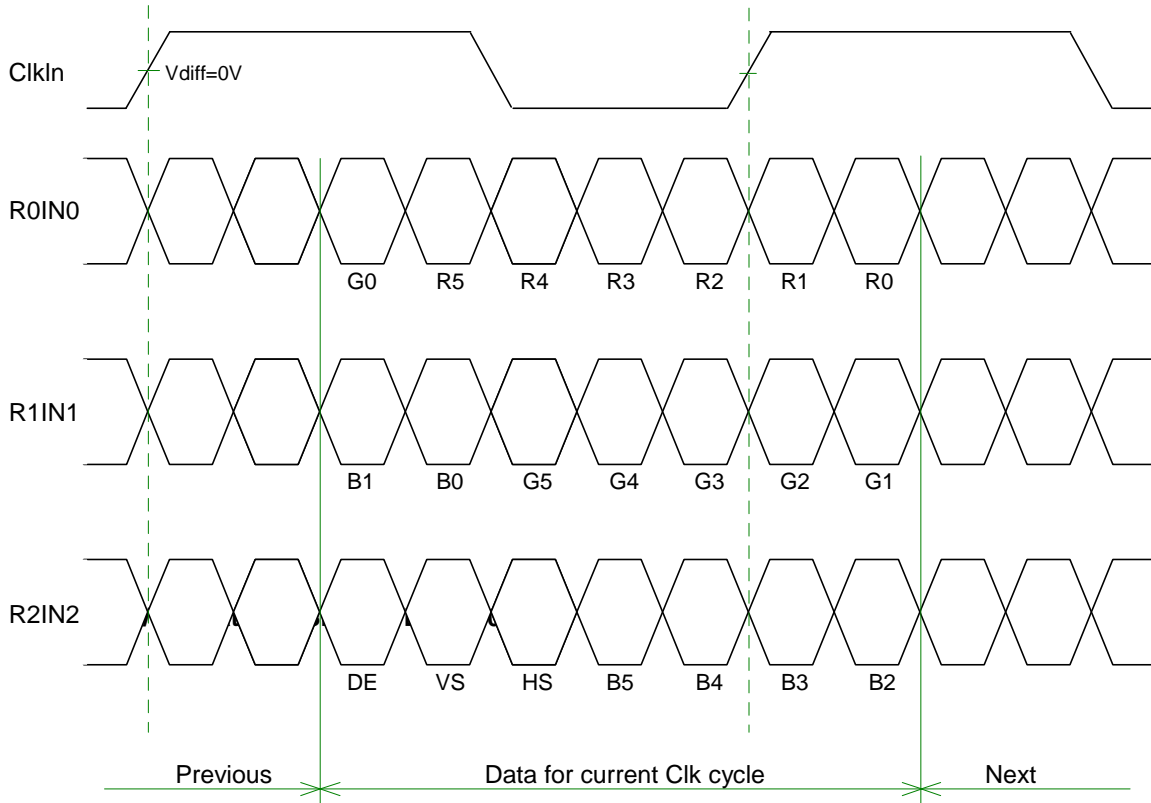 ClkIn
Vdiff=0V
R0IN0
G0 R5 R4 R3 R2 R1 R0
R1IN1
B1 B0 G5 G4 G3 G2 G1
R2IN2
DE VS HS B5 B4 B3 B2
Previous Data for current Clk cycle Next